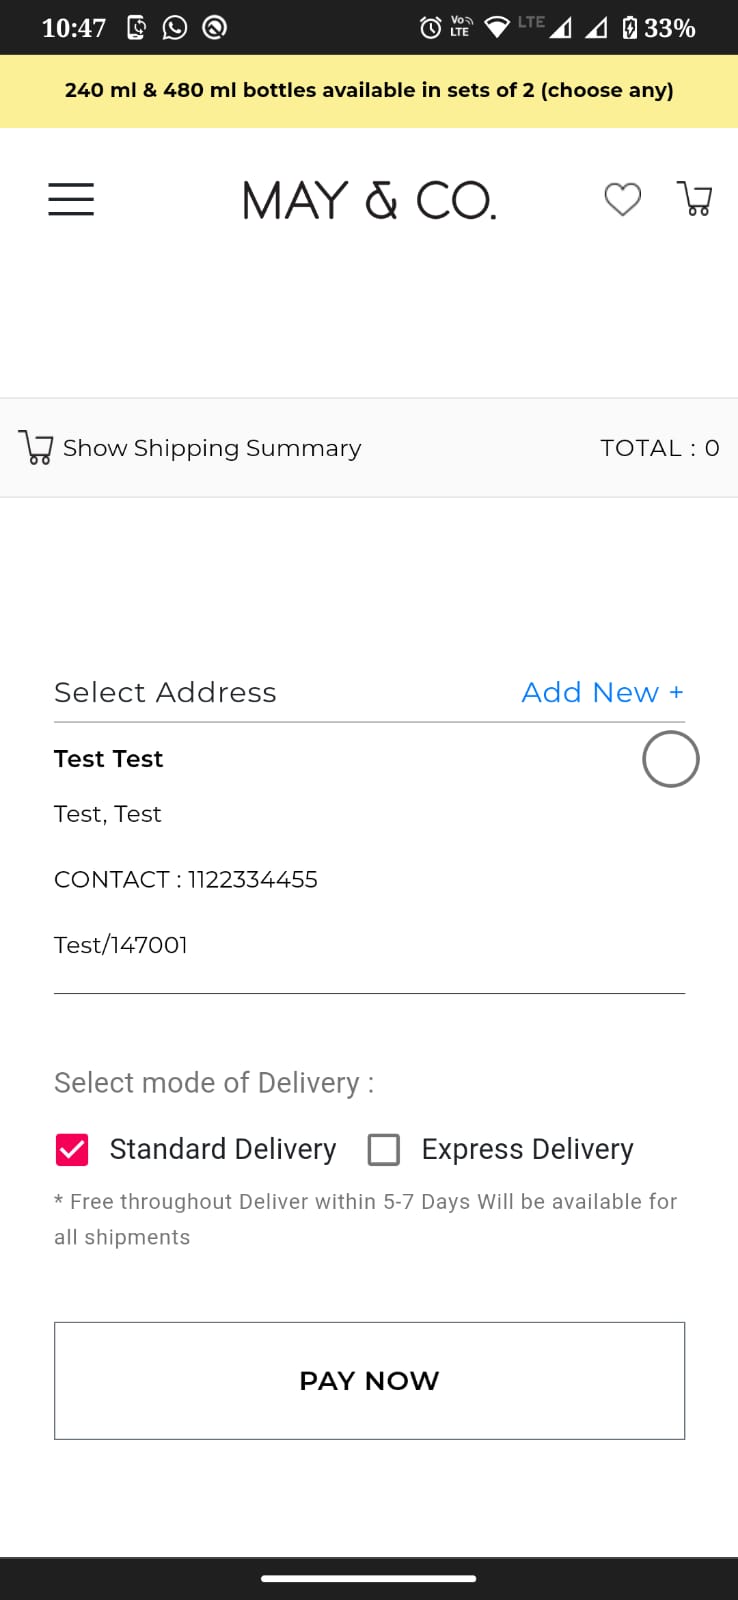 10:47 Vo LTE LTE 33%
240 ml & 480 ml bottles available in sets of 2 (choose any)
MAY & CO.
Show Shipping Summary TOTAL : 0
Select Address Add New +
Test Test
Test, Test
CONTACT : 1122334455
Test/147001
Select mode of Delivery :
Standard Delivery Express Delivery
* Free throughout Deliver within 5-7 Days Will be available for
all shipments
PAY NOW